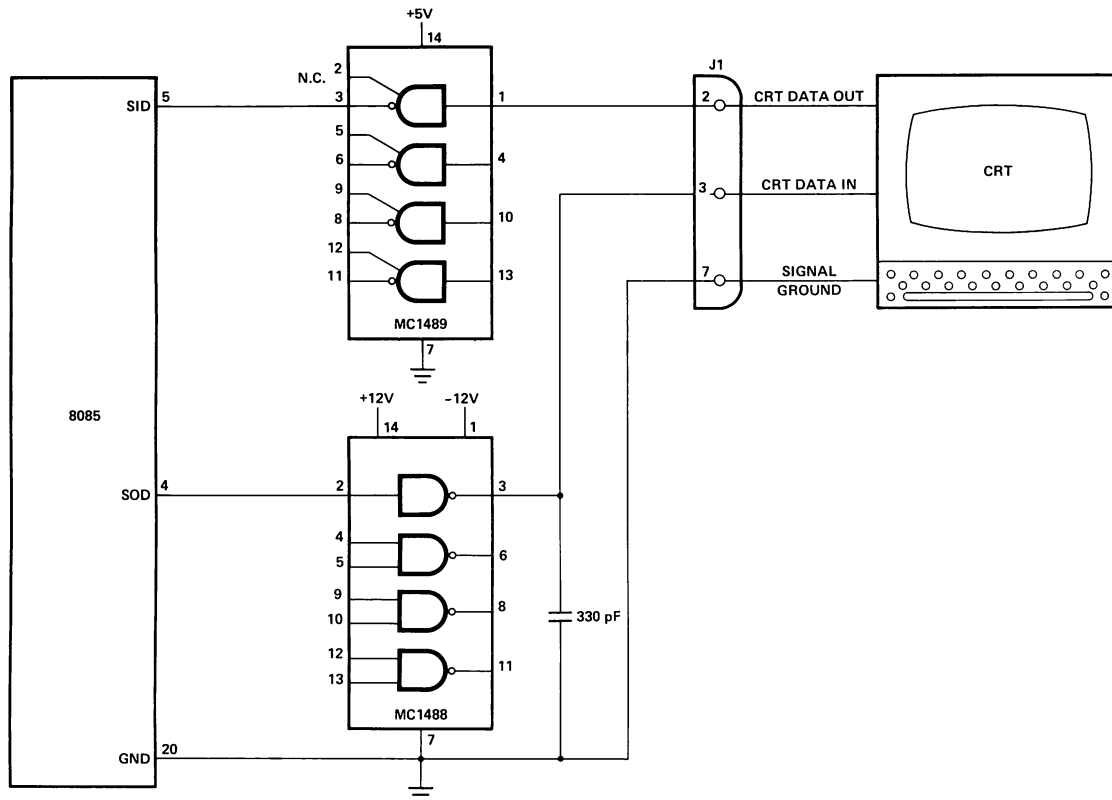 +5V
14
J1
N.C.
2
SID
5
3
1
2
CRT DATA OUT
5
6
4
CRT
9
3
CRT DATA IN
8
10
12
11
13
7
SIGNAL
GROUND
MC1489
7
+12V
-12V
8085
14
1
SOD
4
2
3
4
5
6
9
10
8
330 pF
12
13
11
MC1488
7
GND
20